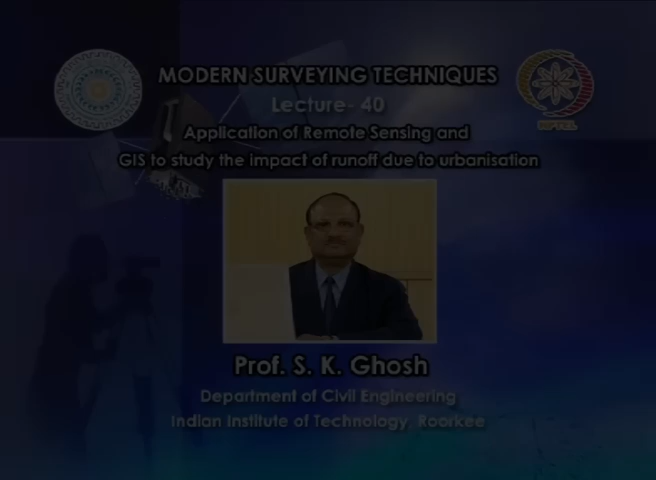 MODERN SURVEYING TECHNIQUES
Lecture- 40
Application of Remote Sensing and
GIS to study the impact of runoff due to urbanisation
NPTEL
Prof. S. K. Ghosh
Department of Civil Engineering
Indian Institute of Technology, Roorkee